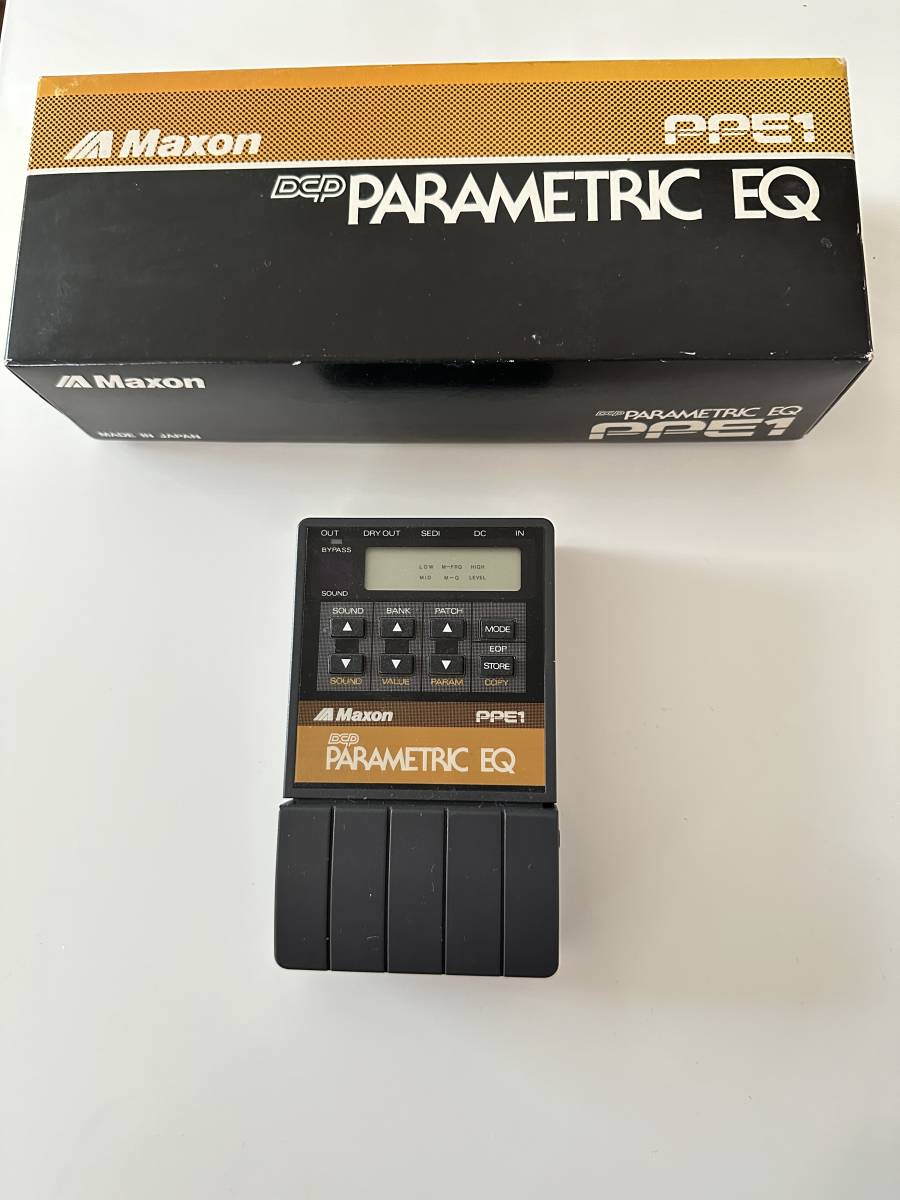 Maxon
PPE1
DCP PARAMETRIC EQ
Maxon
DCP PARAMETRIC EQ
PPE1
MADE IN JAPAN
OUT DRY OUT SEDI DC IN
BYPASS
LOW M-FRQ HIGH
MID M-Q LEVEL
SOUND
SOUND BANK PATCH
▲ ▲ ▲ MODE
EOP
▼ ▼ ▼ STORE
SOUND VALUE PARAM COPY
Maxon PPE1
DCP
PARAMETRIC EQ